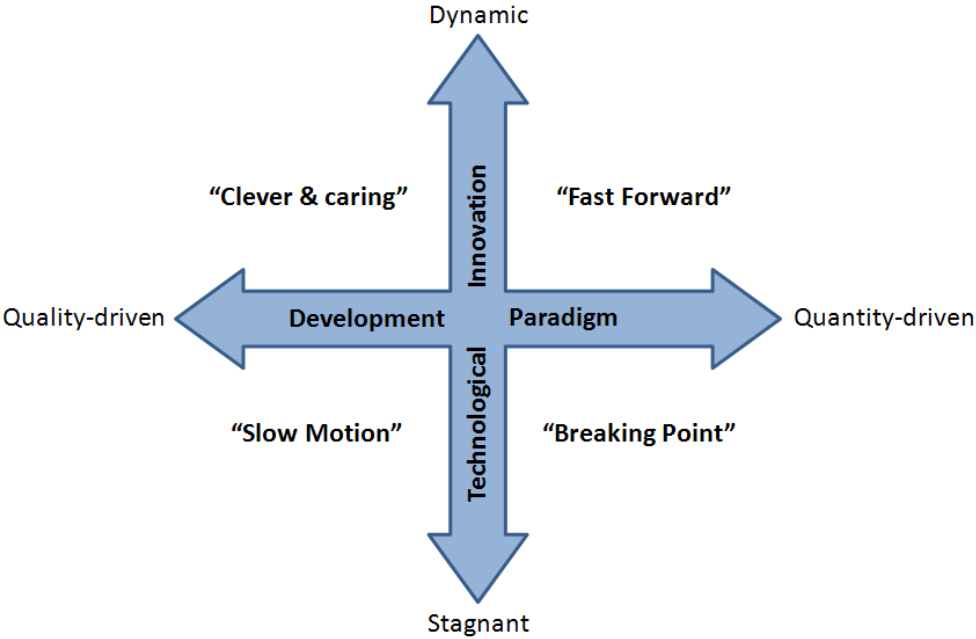 Dynamic
“Clever & caring”
“Fast Forward”
Technological Innovation
Quality-driven
Development Paradigm
Quantity-driven
“Slow Motion”
“Breaking Point”
Stagnant